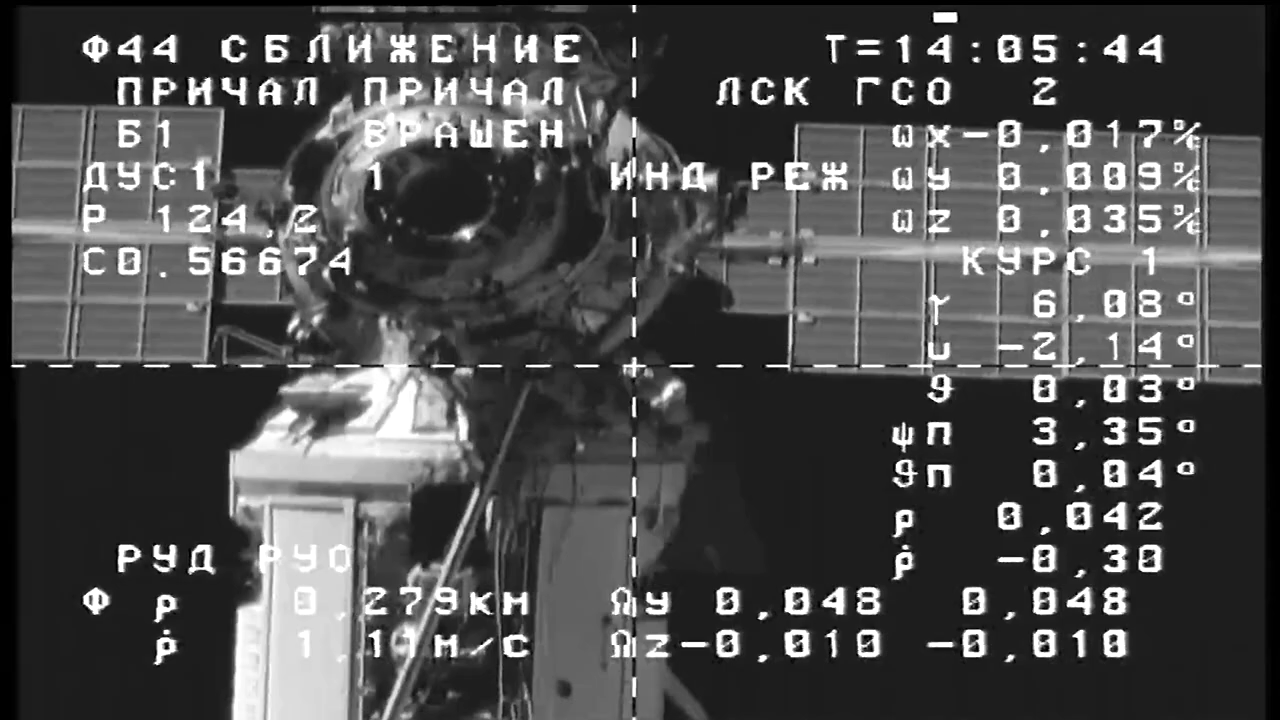 Ф44 СБЛИЖЕНИЕ T=14:05:44
ПРИЧАЛ ПРИЧАЛ ЛСК ГСО 2
Б1 ВРАШЕН ωx-0,017%
ДУС1 1 ИНД РЕЖ ωy 0,009%
P 124,2 ωz 0,035%
С0.56674 КУРС 1
γ 6,08°
-2,14°
ϑ 0,03°
ψп 3,35°
ϑп 0,04°
ρ 0,042
ρ̇ -0,30
РУД РУО
Ф ρ 0,279км Ωy 0,048 0,048
ρ̇ 1,11м/с Ωz-0,010 -0,010